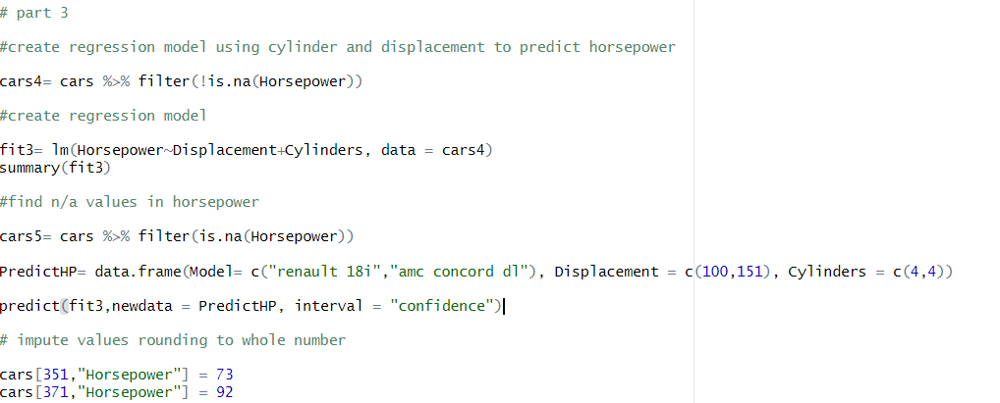 # part 3
#create regression model using cylinder and displacement to predict horsepower
cars4= cars %>% filter(!is.na(Horsepower))
#create regression model
fit3= lm(Horsepower~Displacement+Cylinders, data = cars4)
summary(fit3)
#find n/a values in horsepower
cars5= cars %>% filter(is.na(Horsepower))
PredictHP= data.frame(Model= c("renault 18i","amc concord dl"), Displacement = c(100,151), Cylinders = c(4,4))
predict(fit3,newdata = PredictHP, interval = "confidence")
# impute values rounding to whole number
cars[351,"Horsepower"] = 73
cars[371,"Horsepower"] = 92